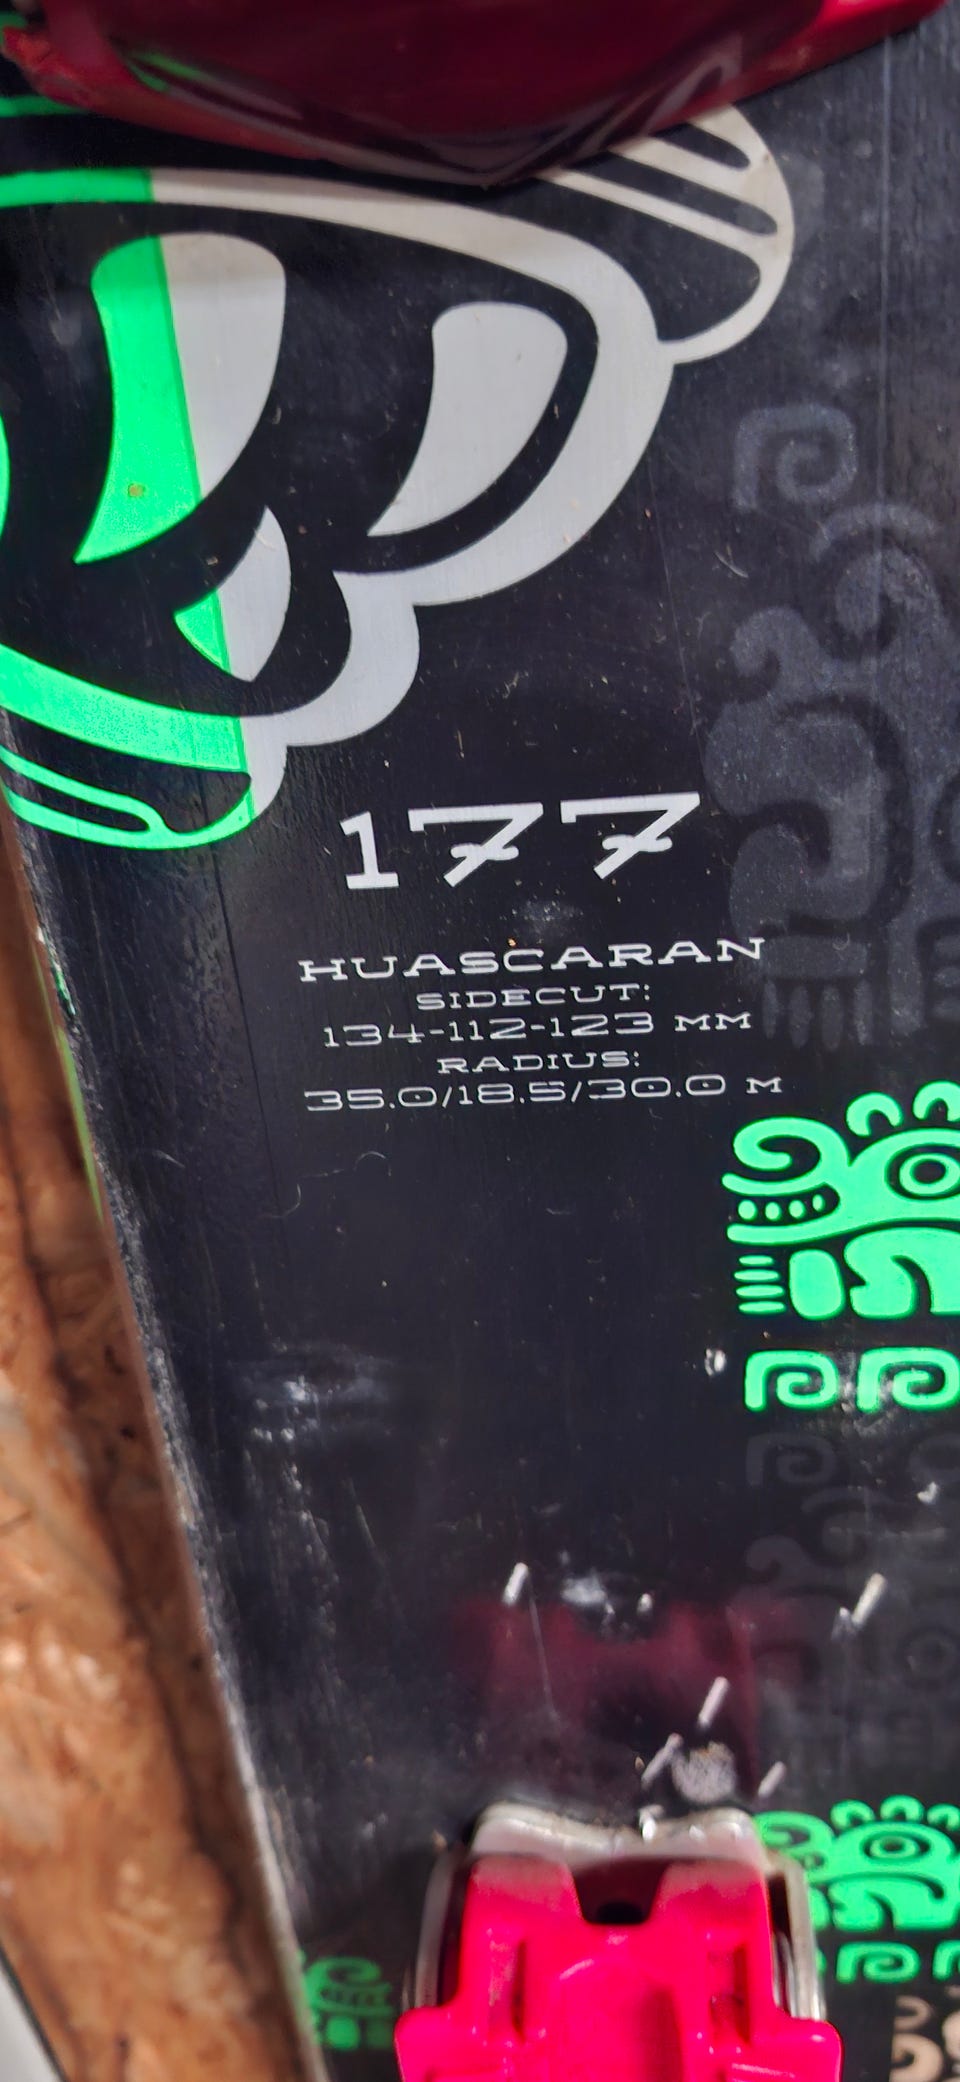 177
HUASCARAN
SIDECUT:
134-112-123 MM
RADIUS:
35.0/18.5/30.0 M